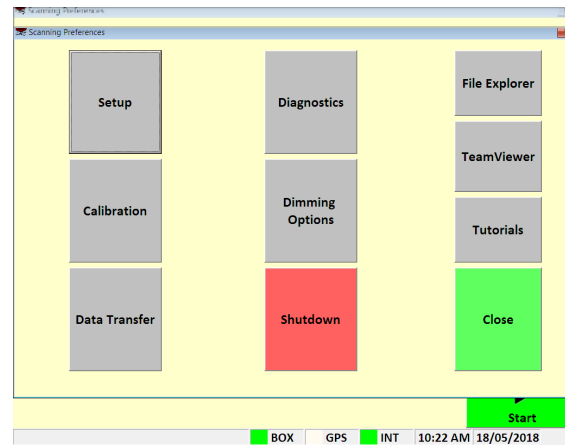 Scanning Preferences
Scanning Preferences
Setup
Diagnostics
File Explorer
TeamViewer
Calibration
Dimming
Options
Tutorials
Data Transfer
Shutdown
Close
Start
BOX GPS INT 10:22 AM 18/05/2018